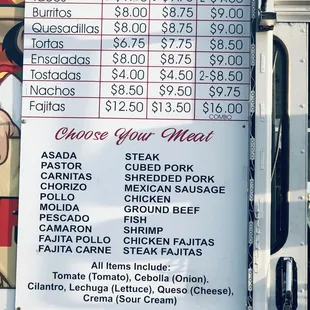 Burritos $8.00 $8.75 $9.00
Quesadillas $8.00 $8.75 $9.00
Tortas $6.75 7.75 $8.50
Ensaladas $8.00 $8.75 $9.00
Tostadas $4.00 $4.50 2-$8.50
Nachos $8.50 $9.50 $9.75
Fajitas $12.50 $13.50 $16.00
COMBO
Choose Your Meat
ASADA STEAK
PASTOR CUBED PORK
CARNITAS SHREDDED PORK
CHORIZO MEXICAN SAUSAGE
POLLO CHICKEN
MOLIDA GROUND BEEF
PESCADO FISH
CAMARON SHRIMP
FAJITA POLLO CHICKEN FAJITAS
FAJITA CARNE STEAK FAJITAS
All Items Include:
Tomate (Tomato), Cebolla (Onion).
Cilantro, Lechuga (Lettuce), Queso (Cheese),
Crema (Sour Cream)